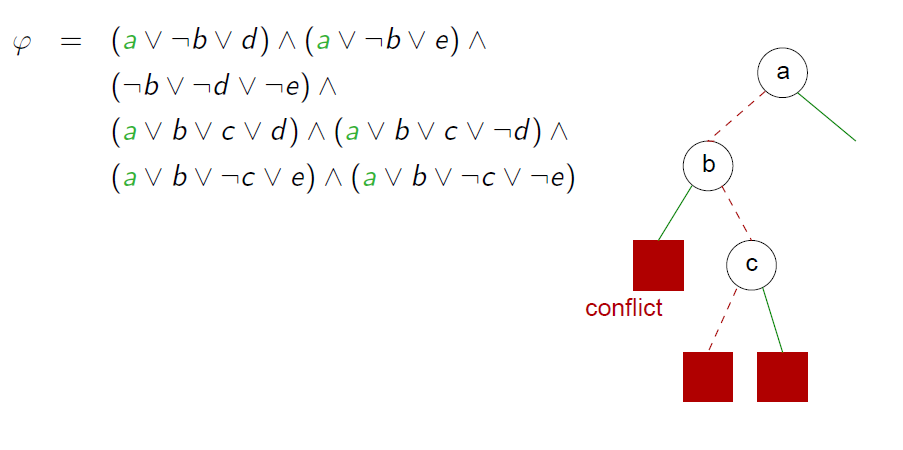 φ = (a ∨ ¬b ∨ d) ∧ (a ∨ ¬b ∨ e) ∧
(¬b ∨ ¬d ∨ ¬e) ∧
(a ∨ b ∨ c ∨ d) ∧ (a ∨ b ∨ c ∨ ¬d) ∧
(a ∨ b ∨ ¬c ∨ e) ∧ (a ∨ b ∨ ¬c ∨ ¬e)
a
b
c
conflict